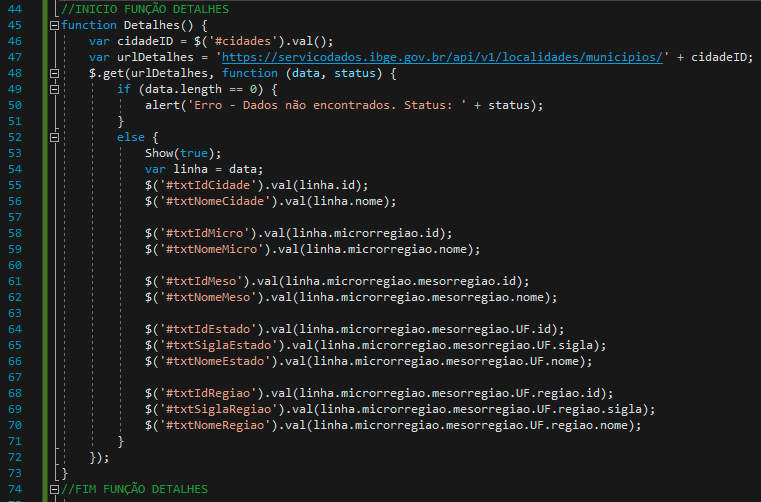 44 //INICIO FUNÇÃO DETALHES
45 function Detalhes() {
46 var cidadeID = $('#cidades').val();
47 var urlDetalhes = 'https://servicodados.ibge.gov.br/api/v1/localidades/municipios/' + cidadeID;
48 $.get(urlDetalhes, function (data, status) {
49 if (data.length == 0) {
50 alert('Erro - Dados não encontrados. Status: ' + status);
51 }
52 else {
53 Show(true);
54 var linha = data;
55 $('#txtIdCidade').val(linha.id);
56 $('#txtNomeCidade').val(linha.nome);
57
58 $('#txtIdMicro').val(linha.microrregiao.id);
59 $('#txtNomeMicro').val(linha.microrregiao.nome);
60
61 $('#txtIdMeso').val(linha.microrregiao.mesorregiao.id);
62 $('#txtNomeMeso').val(linha.microrregiao.mesorregiao.nome);
63
64 $('#txtIdEstado').val(linha.microrregiao.mesorregiao.UF.id);
65 $('#txtSiglaEstado').val(linha.microrregiao.mesorregiao.UF.sigla);
66 $('#txtNomeEstado').val(linha.microrregiao.mesorregiao.UF.nome);
67
68 $('#txtIdRegiao').val(linha.microrregiao.mesorregiao.UF.regiao.id);
69 $('#txtSiglaRegiao').val(linha.microrregiao.mesorregiao.UF.regiao.sigla);
70 $('#txtNomeRegiao').val(linha.microrregiao.mesorregiao.UF.regiao.nome);
71 }
72 });
73 }
74 //FIM FUNÇÃO DETALHES